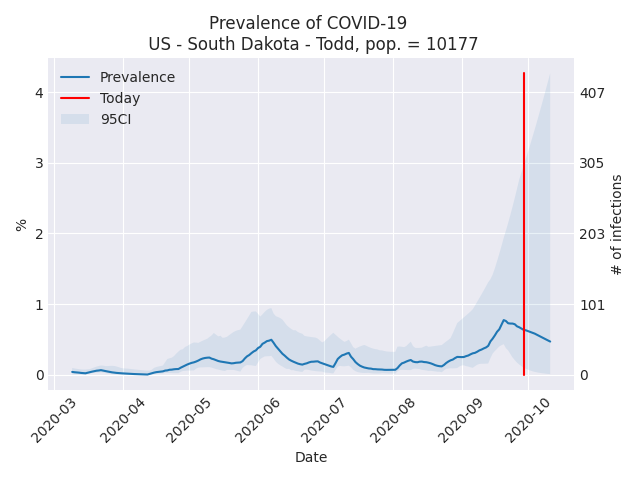 Prevalence of COVID-19
US - South Dakota - Todd, pop. = 10177
Prevalence
Today
95CI
%
4
3
2
1
0
# of infections
407
305
203
101
0
2020-03
2020-04
2020-05
2020-06
2020-07
2020-08
2020-09
2020-10
Date